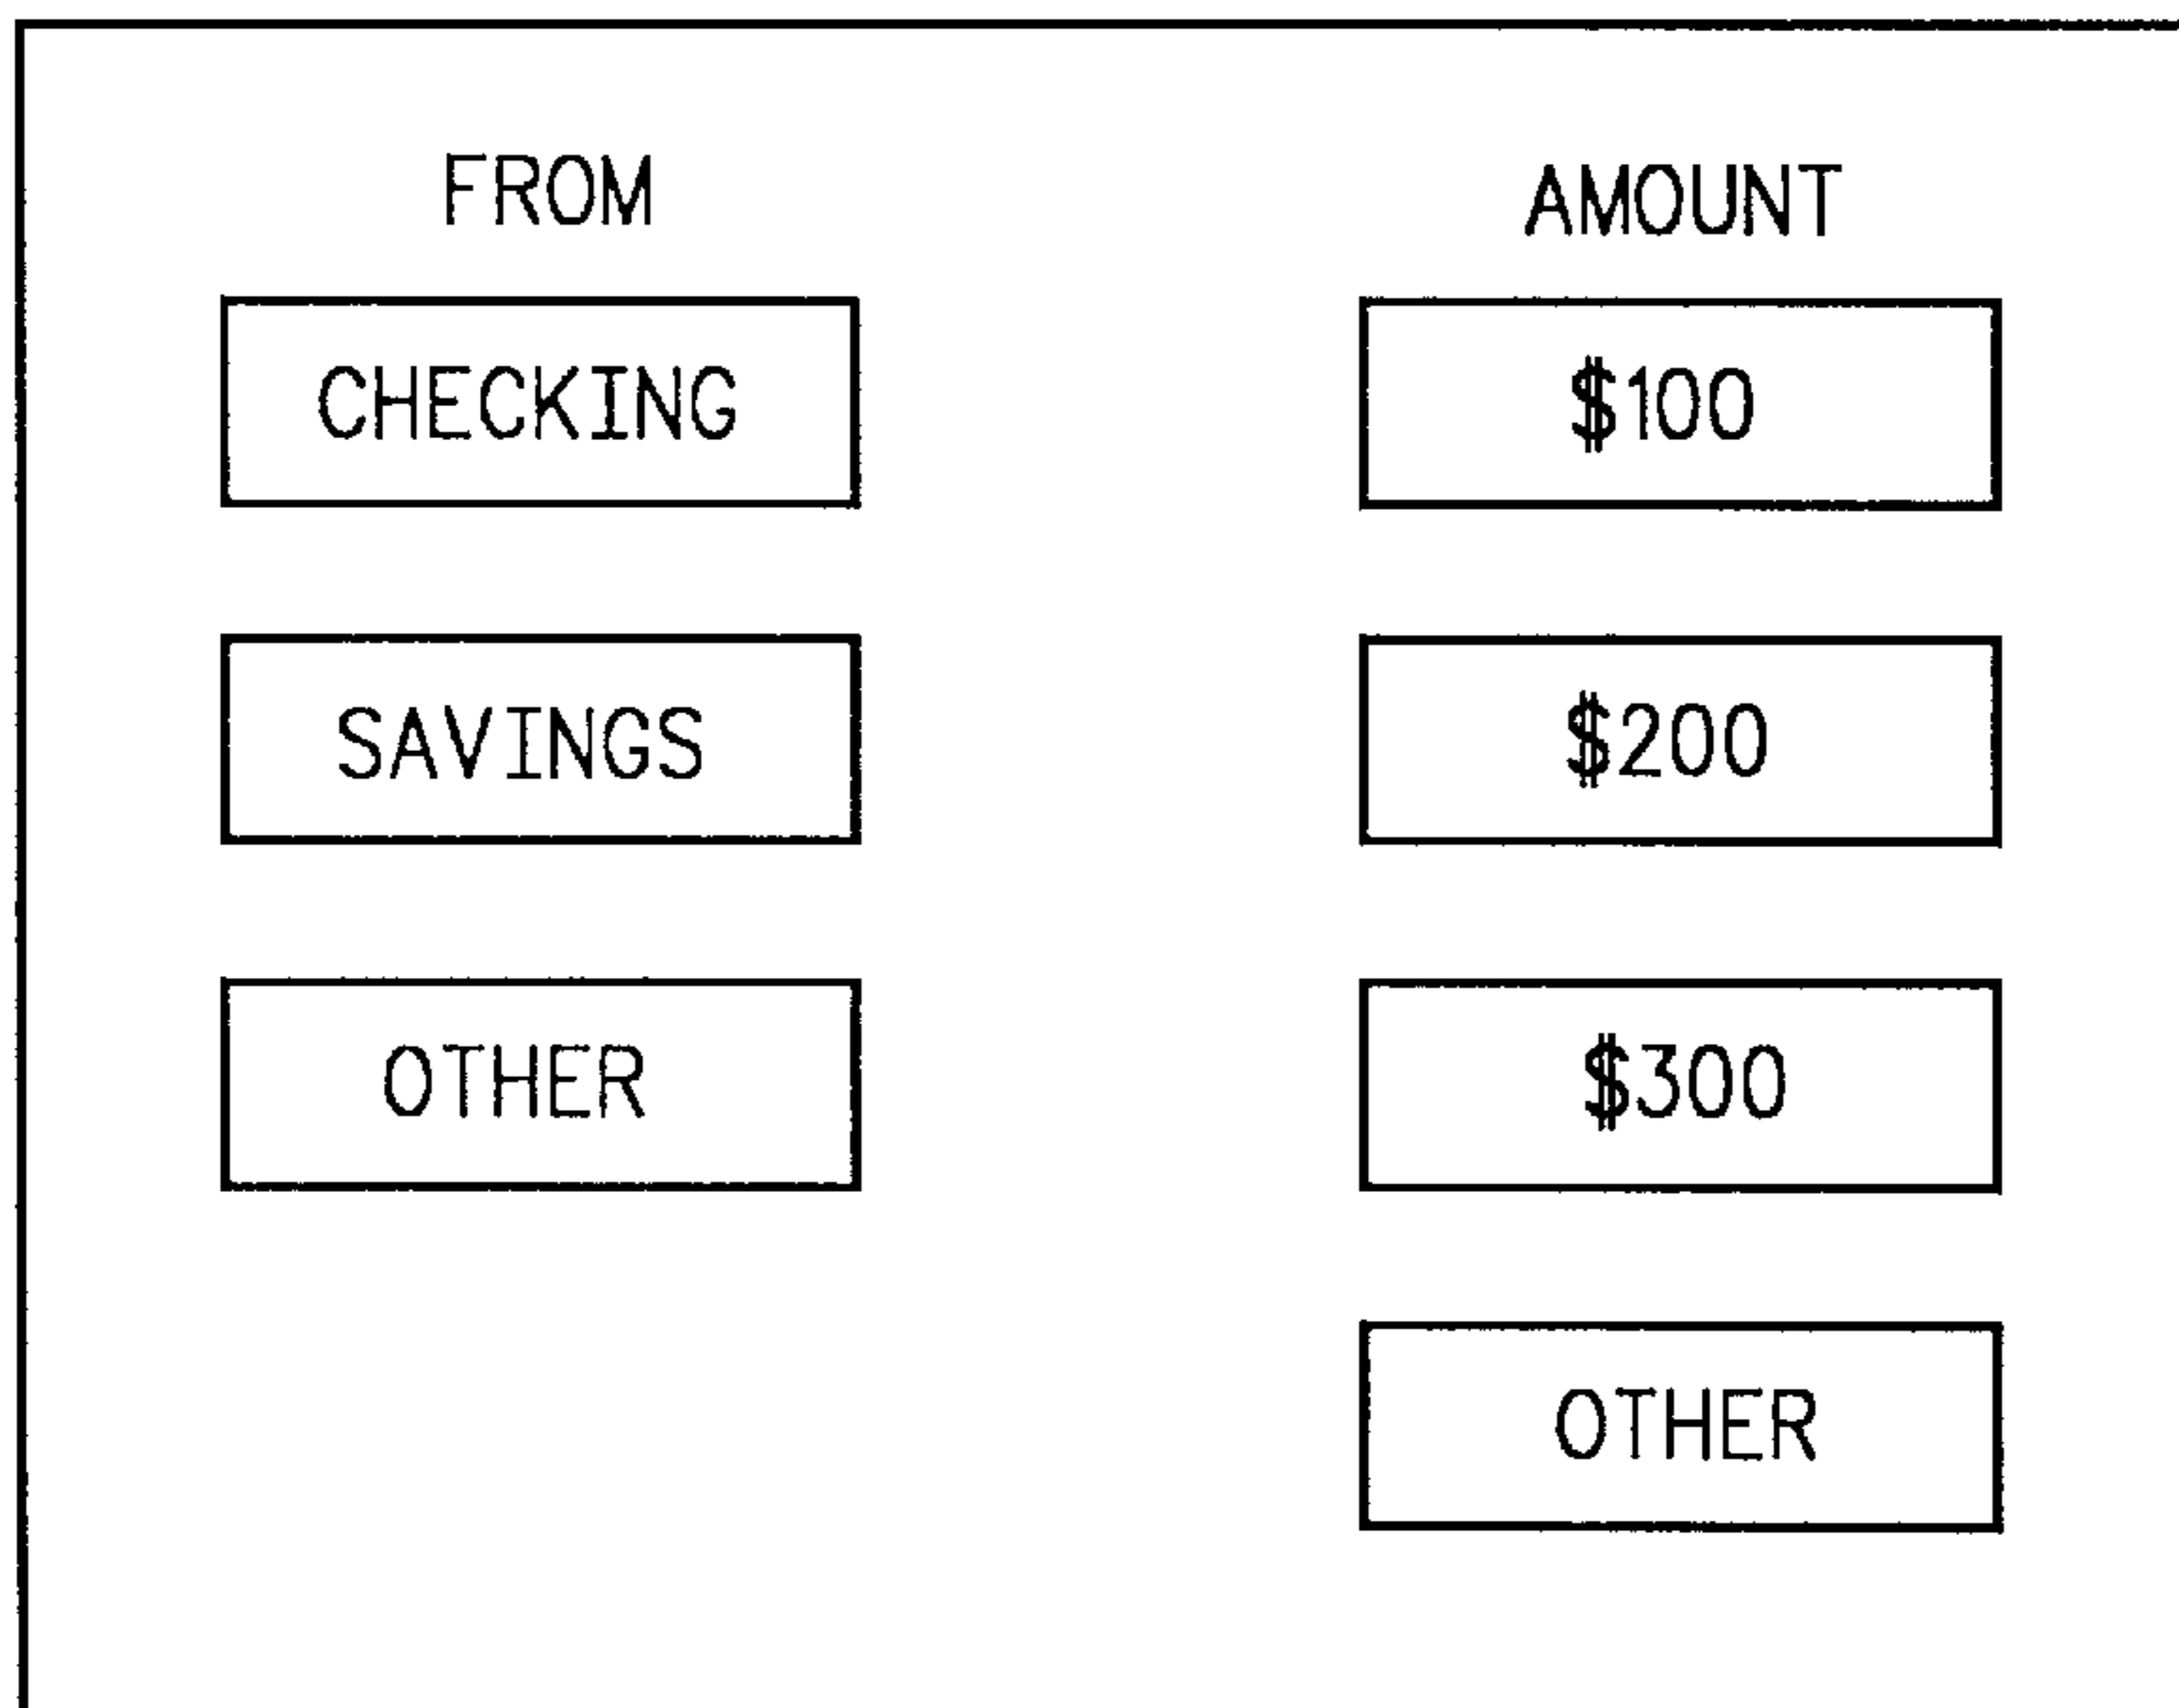 FROM
CHECKING
SAVINGS
OTHER
AMOUNT
$100
$200
$300
OTHER